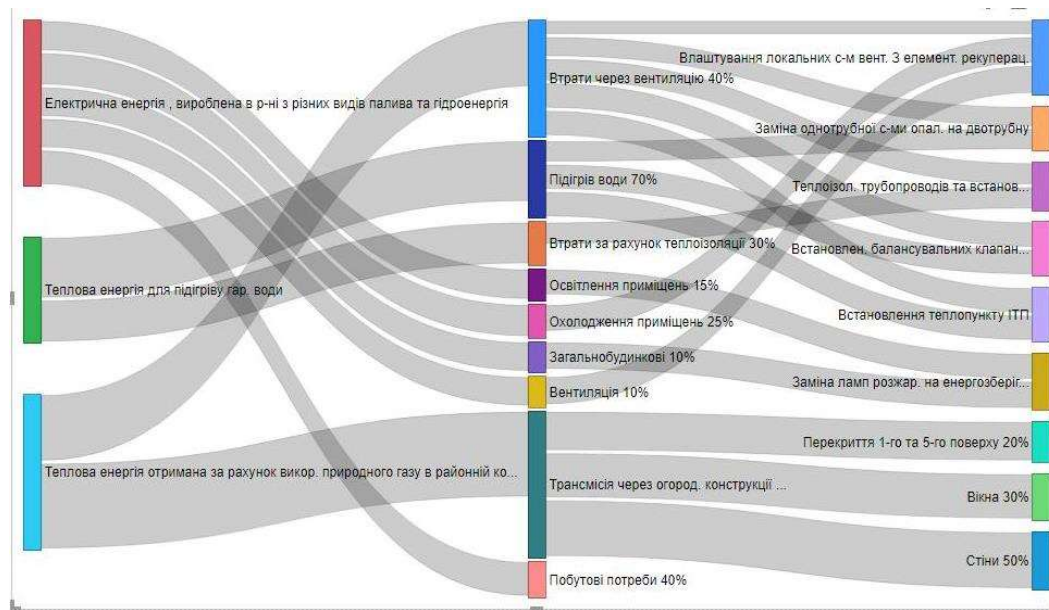 Електрична енергія , вироблена в р-ні з різних видів палива та гідроенергія
Теплова енергія для підігріву гар. води
Теплова енергія отримана за рахунок викор. природного газу в районній ко...
Втрати через вентиляцію 40%
Підігрів води 70%
Втрати за рахунок теплоізоляції 30%
Освітлення приміщень 15%
Охолодження приміщень 25%
Загальнобудинкові 10%
Вентиляція 10%
Трансмісія через огород. конструкції ...
Побутові потреби 40%
Влаштування локальних с-м вент. З елемент. рекуперац.
Заміна однотрубної с-ми опал. на двотрубну
Теплоізол. трубопроводів та встанов...
Встановлен. балансувальних клапан...
Встановлення теплопункту ІТП
Заміна ламп розжар. на енергозберіг...
Перекриття 1-го та 5-го поверху 20%
Вікна 30%
Стіни 50%